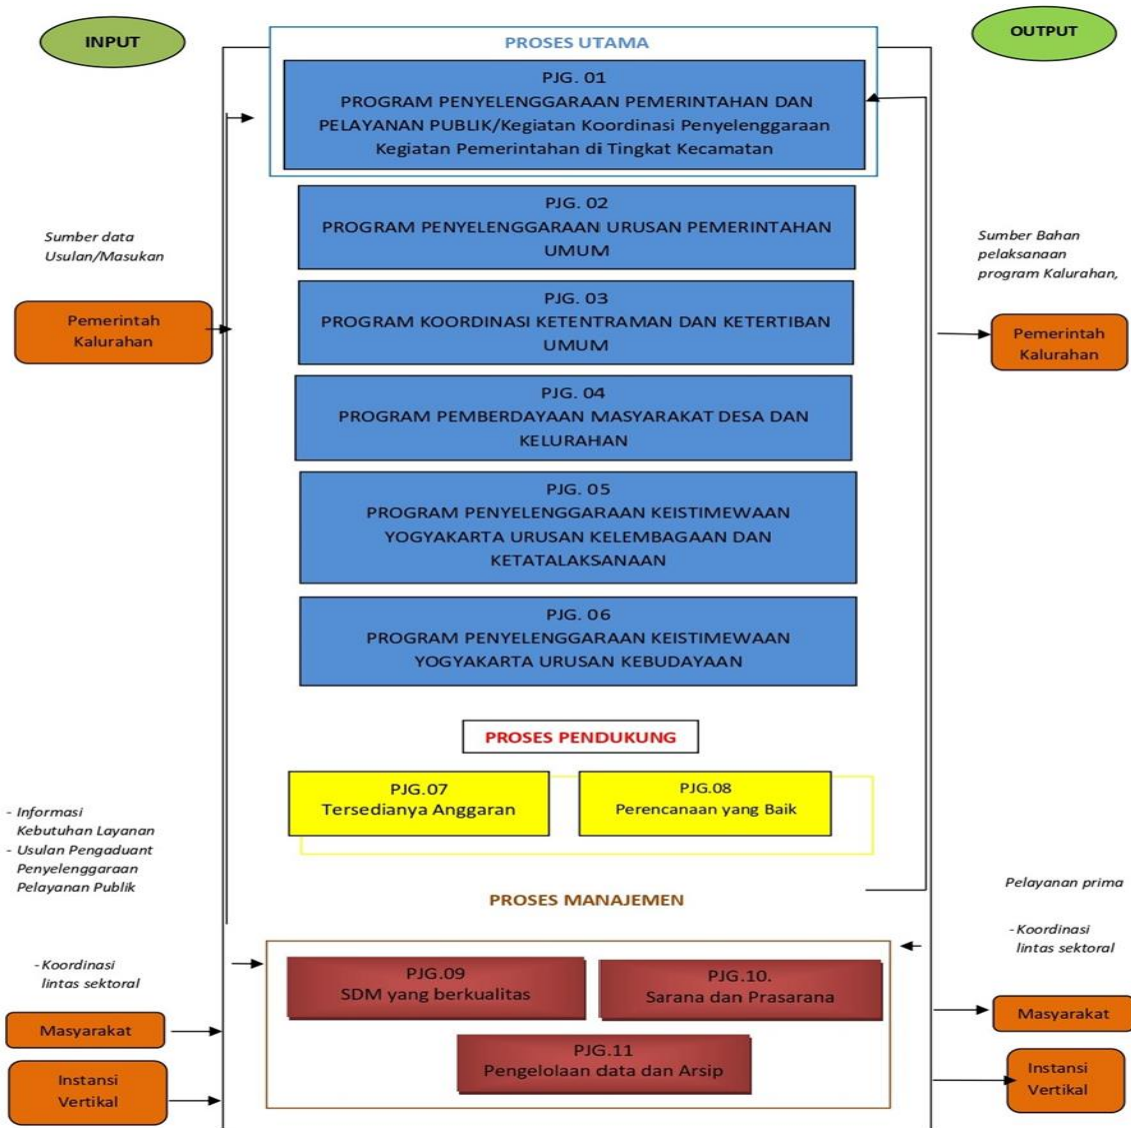 INPUT
OUTPUT
PROSES UTAMA
PJG. 01
PROGRAM PENYELENGGARAAN PEMERINTAHAN DAN
PELAYANAN PUBLIK/Kegiatan Koordinasi Penyelenggaraan
Kegiatan Pemerintahan di Tingkat Kecamatan
PJG. 02
PROGRAM PENYELENGGARAAN URUSAN PEMERINTAHAN
UMUM
Sumber data
Usulan/Masukan
Sumber Bahan
pelaksanaan
program Kalurahan,
Pemerintah
Kalurahan
PJG. 03
PROGRAM KOORDINASI KETENTRAMAN DAN KETERTIBAN
UMUM
Pemerintah
Kalurahan
PJG. 04
PROGRAM PEMBERDAYAAN MASYARAKAT DESA DAN
KELURAHAN
PJG. 05
PROGRAM PENYELENGGARAAN KEISTIMEWAAN
YOGYAKARTA URUSAN KELEMBAGAAN DAN
KETATALAKSANAAN
PJG. 06
PROGRAM PENYELENGGARAAN KEISTIMEWAAN
YOGYAKARTA URUSAN KEBUDAYAAN
PROSES PENDUKUNG
PJG.07
Tersedianya Anggaran
PJG.08
Perencanaan yang Baik
- Informasi
Kebutuhan Layanan
- Usulan Pengaduant
Penyelenggaraan
Pelayanan Publik
PROSES MANAJEMEN
Pelayanan prima
- Koordinasi
lintas sektoral
- Koordinasi
lintas sektoral
PJG.09
SDM yang berkualitas
PJG.10.
Sarana dan Prasarana
Masyarakat
Masyarakat
PJG.11
Pengelolaan data dan Arsip
Instansi
Vertikal
Instansi
Vertikal